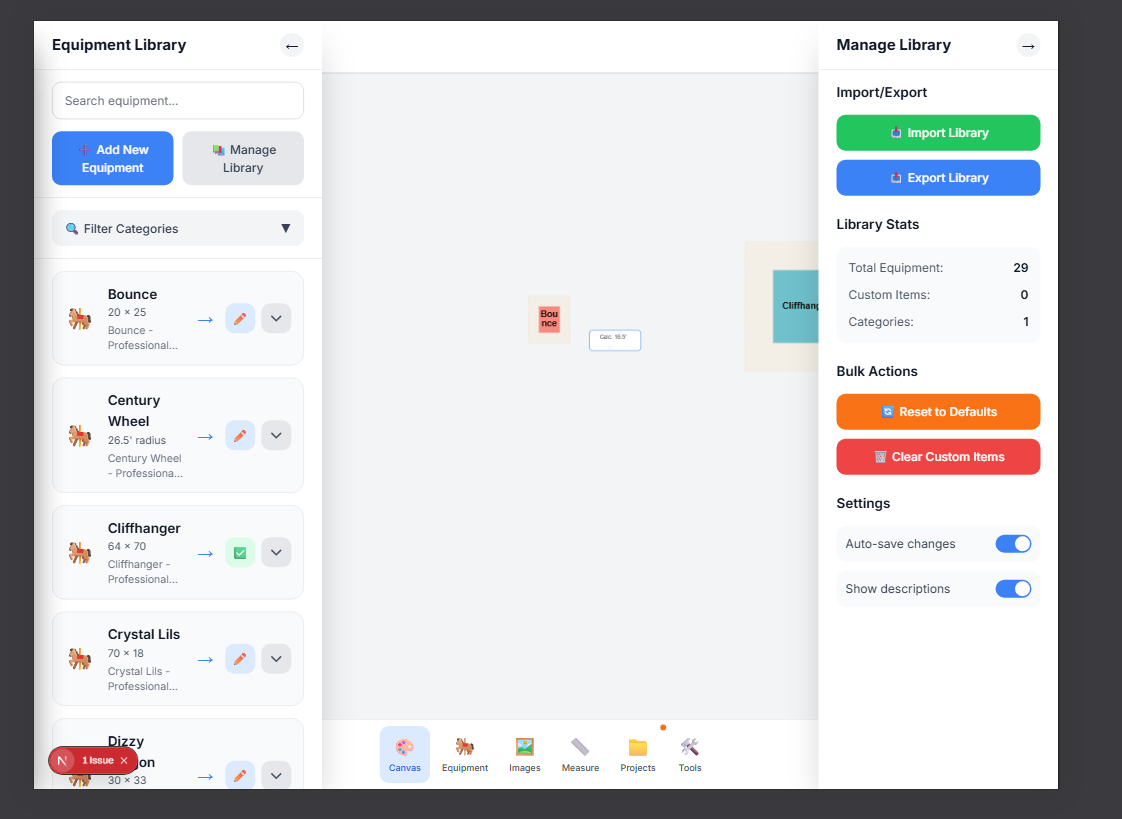 Equipment Library
←
Search equipment...
Add New
Equipment
Manage
Library
Filter Categories
▼
Bounce
20 × 25
Bounce -
Professional...
→
Century
Wheel
26.5' radius
Century Wheel
- Professiona...
→
Cliffhanger
64 × 70
Cliffhanger -
Professional...
→
Crystal Lils
70 × 18
Crystal Lils -
Professional...
→
Dizzy
on
30 × 33
→
N 1 Issue ×
Bou
nce
16.5'
Cliffhang
Canvas
Equipment
Images
Measure
Projects
Tools
Manage Library
→
Import/Export
Import Library
Export Library
Library Stats
Total Equipment: 29
Custom Items: 0
Categories: 1
Bulk Actions
Reset to Defaults
Clear Custom Items
Settings
Auto-save changes
Show descriptions